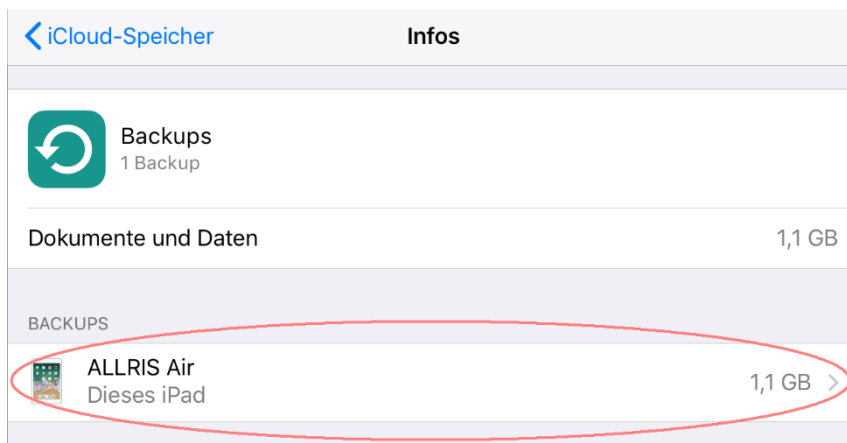 iCloud-Speicher
Infos
Backups
1 Backup
Dokumente und Daten
1,1 GB
BACKUPS
ALLRIS Air
Dieses iPad
1,1 GB